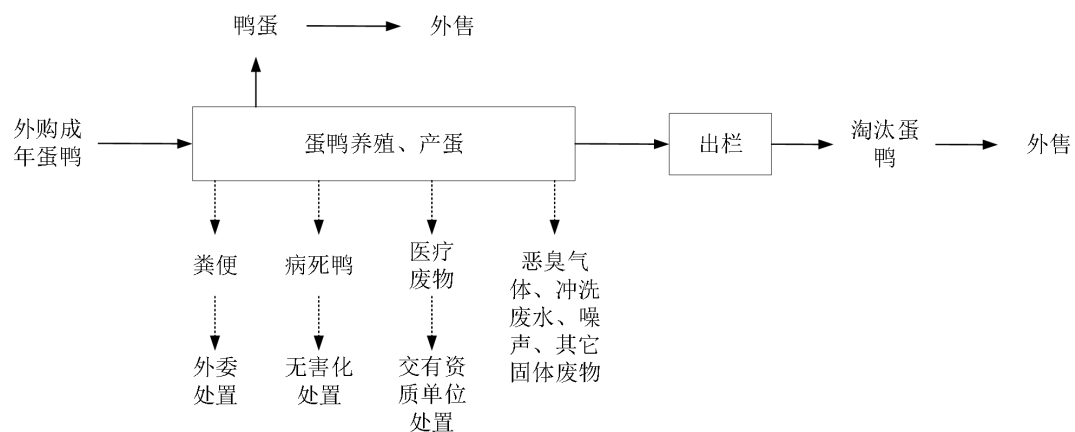 鸭蛋
外售
外购成
年蛋鸭
蛋鸭养殖、产蛋
出栏
淘汰蛋
鸭
外售
粪便
病死鸭
医疗
废物
恶臭气
体、冲洗
废水、噪
声、其它
固体废物
外委
处置
无害化
处置
交有资
质单位
处置